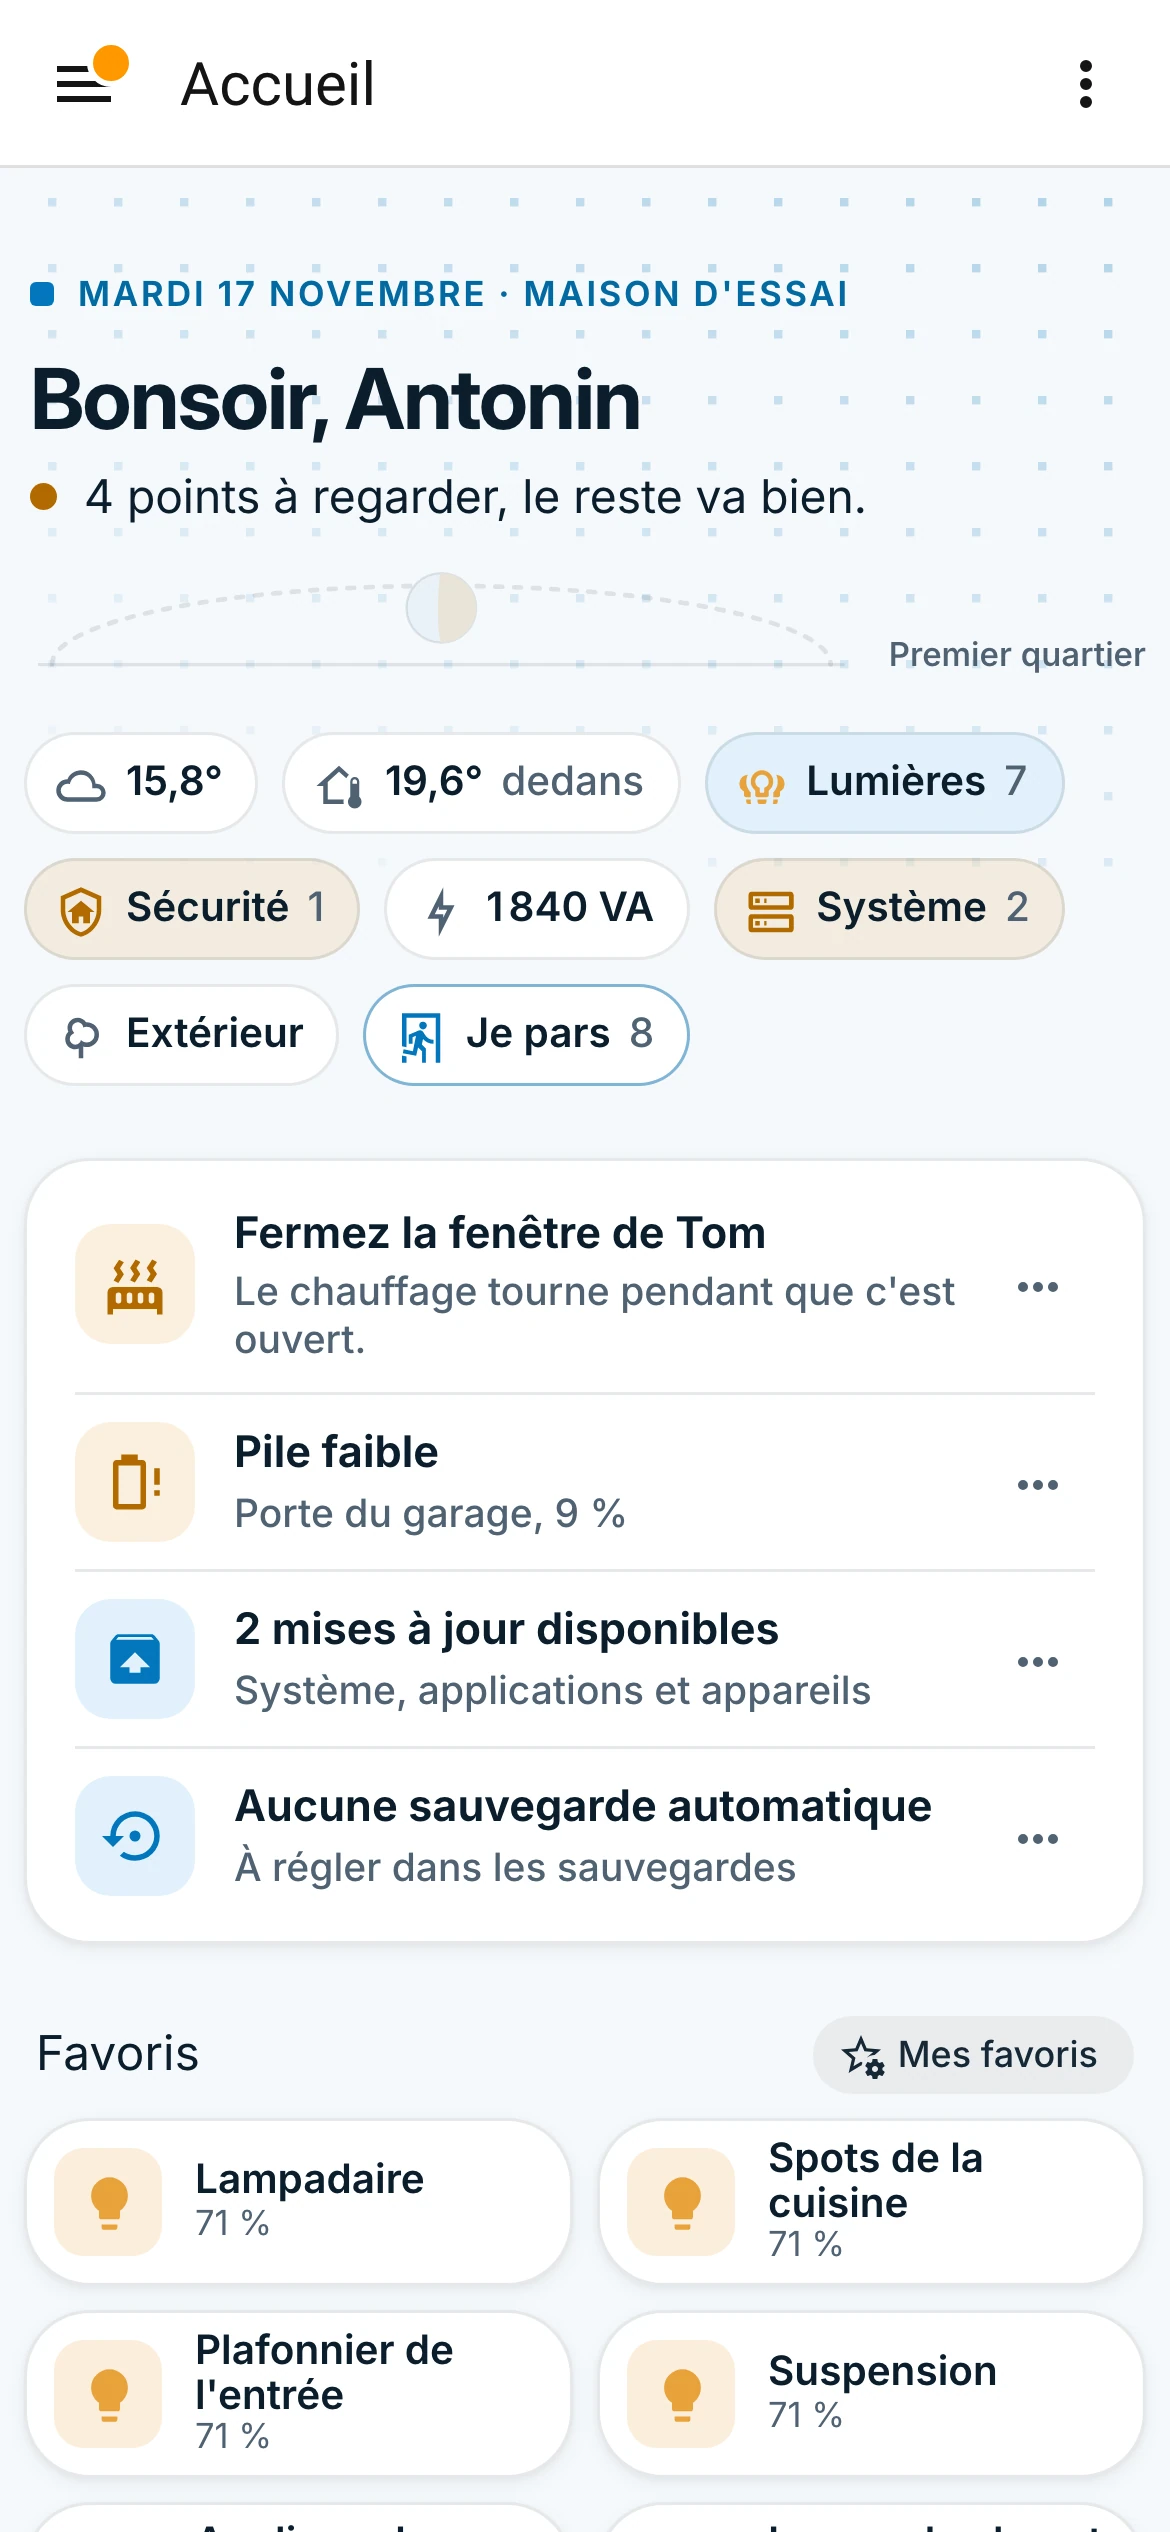 Accueil
MARDI 17 NOVEMBRE · MAISON D'ESSAI
Bonsoir, Antonin
4 points à regarder, le reste va bien.
Premier quartier
15,8°
19,6° dedans
Lumières 7
Sécurité 1
1 840 VA
Système 2
Extérieur
Je pars 8
Fermez la fenêtre de Tom
Le chauffage tourne pendant que c'est
ouvert.
Pile faible
Porte du garage, 9 %
2 mises à jour disponibles
Système, applications et appareils
Aucune sauvegarde automatique
À régler dans les sauvegardes
Favoris
Mes favoris
Lampadaire
71 %
Spots de la
cuisine
71 %
Plafonnier de
l'entrée
71 %
Suspension
71 %